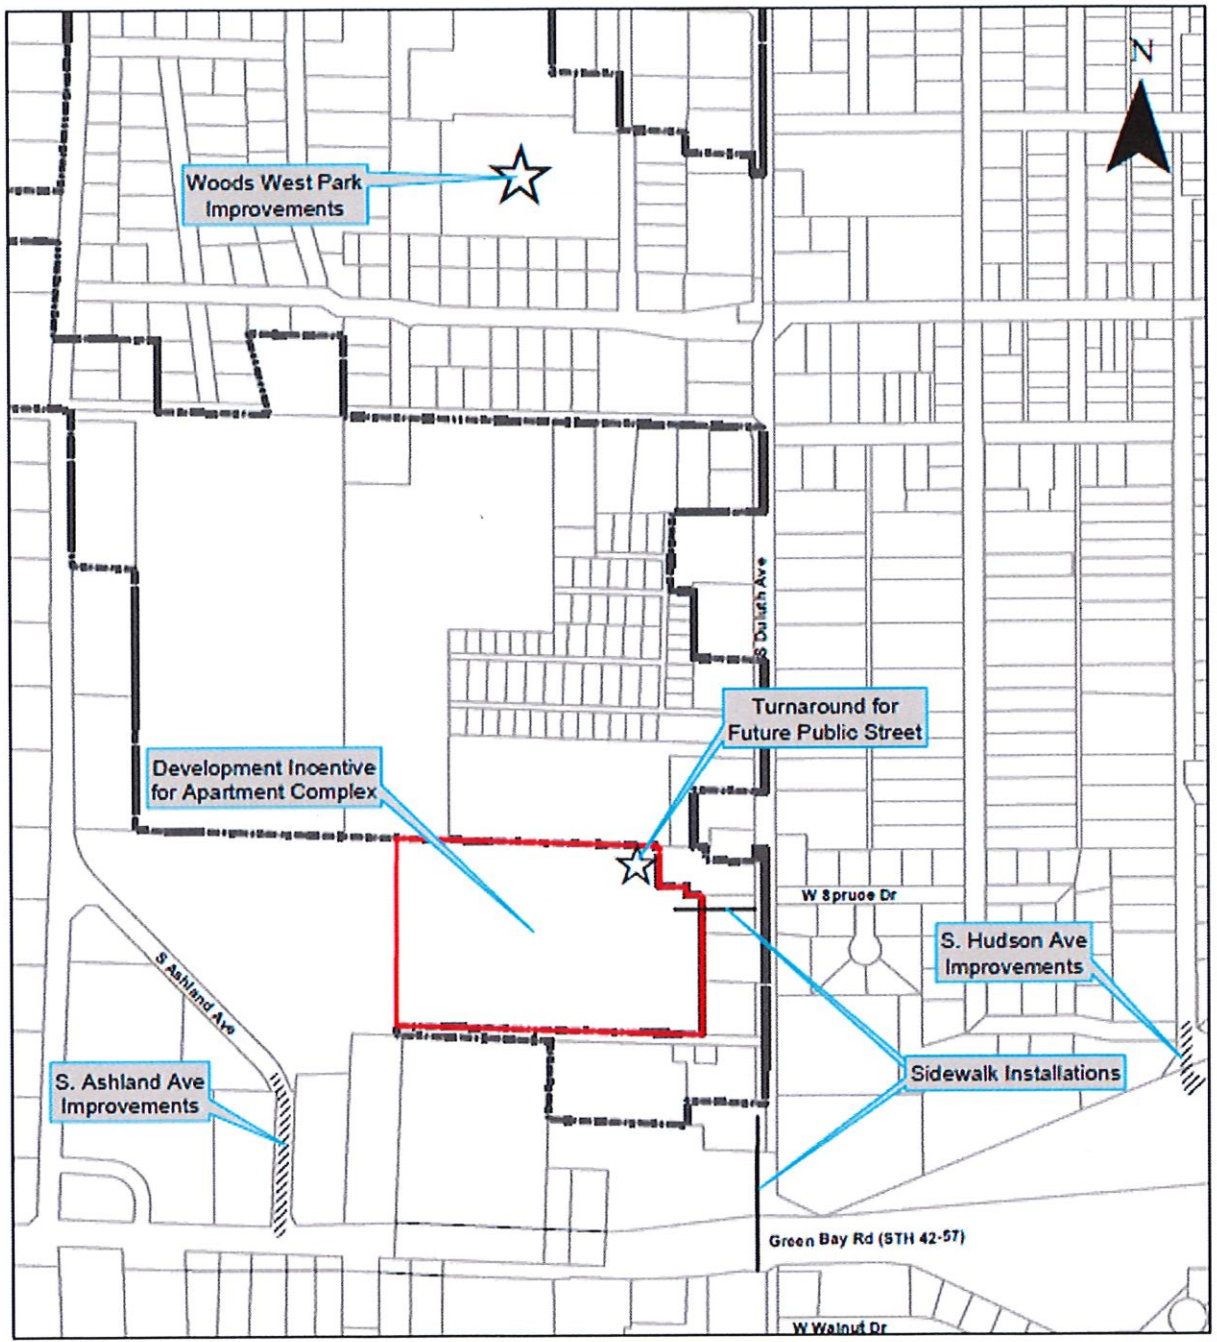 N
Woods West Park
Improvements
S Duluth Ave
Turnaround for
Future Public Street
Development Incentive
for Apartment Complex
W Spruce Dr
S. Hudson Ave
Improvements
S Ashland Ave
S. Ashland Ave
Improvements
Sidewalk Installations
Green Bay Rd (STH 42-57)
W Walnut Dr